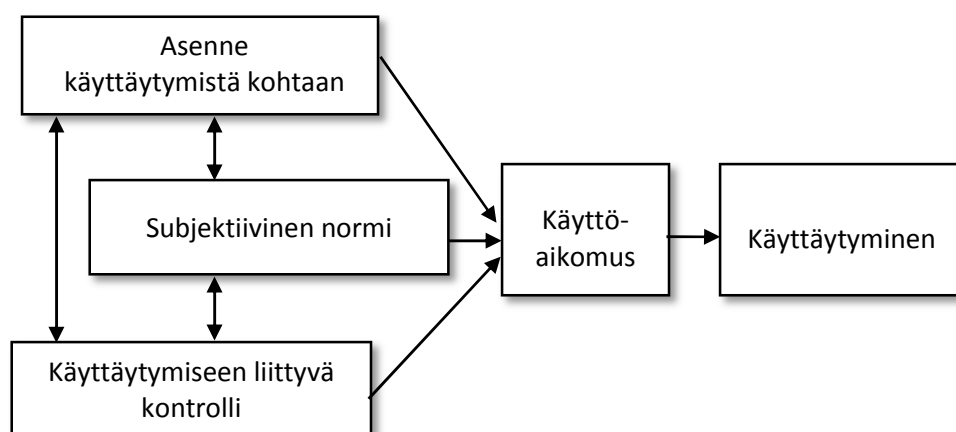 Asenne
käyttäytymistä kohtaan
Subjektiivinen normi
Käyttö-
aikomus
Käyttäytyminen
Käyttäytymiseen liittyvä
kontrolli